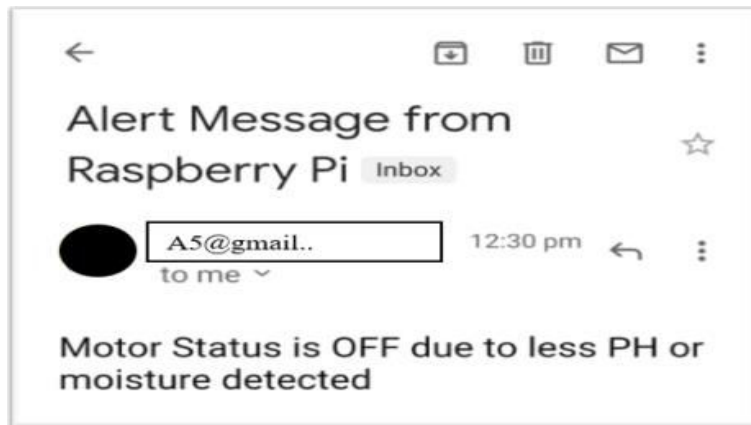 Alert Message from
Raspberry Pi Inbox
A5@gmail.. 12:30 pm
to me
Motor Status is OFF due to less PH or
moisture detected